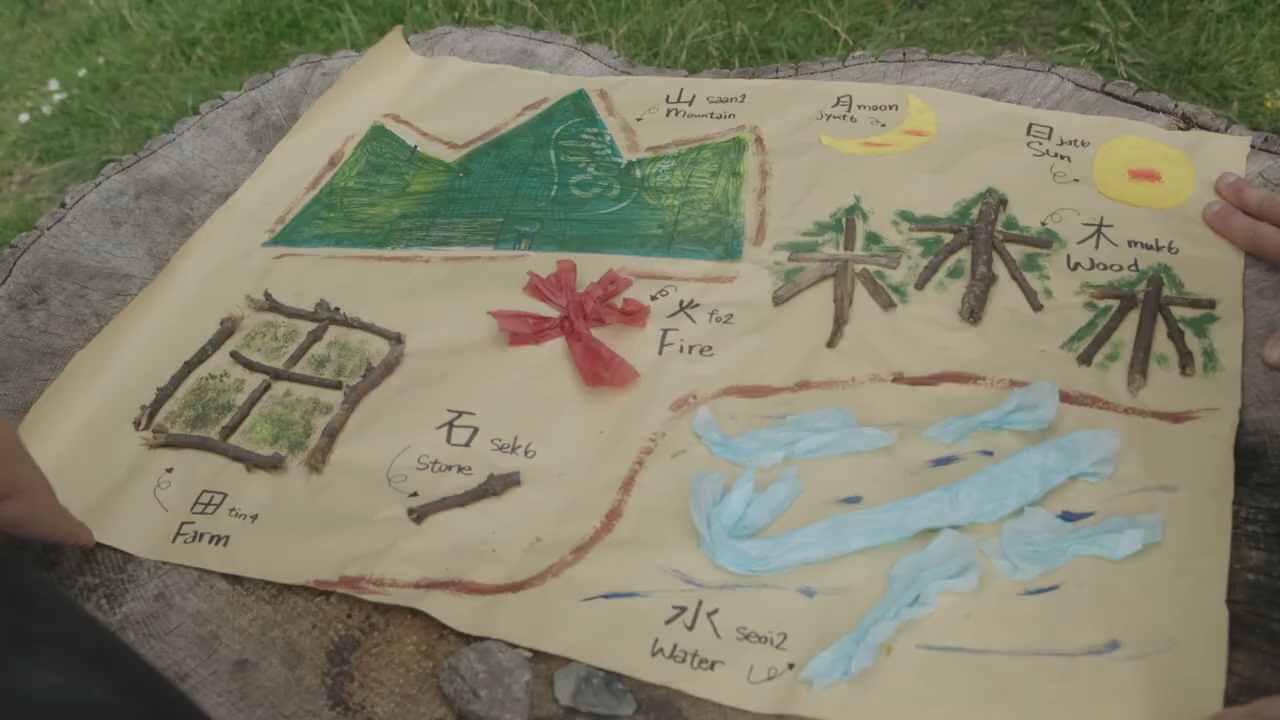 山 saan1
Mountain
月 moon
jyut6
日 jat6
Sun
木 muk6
Wood
火 fo2
Fire
石 sek6
Stone
田 tin4
Farm
水 seoi2
Water